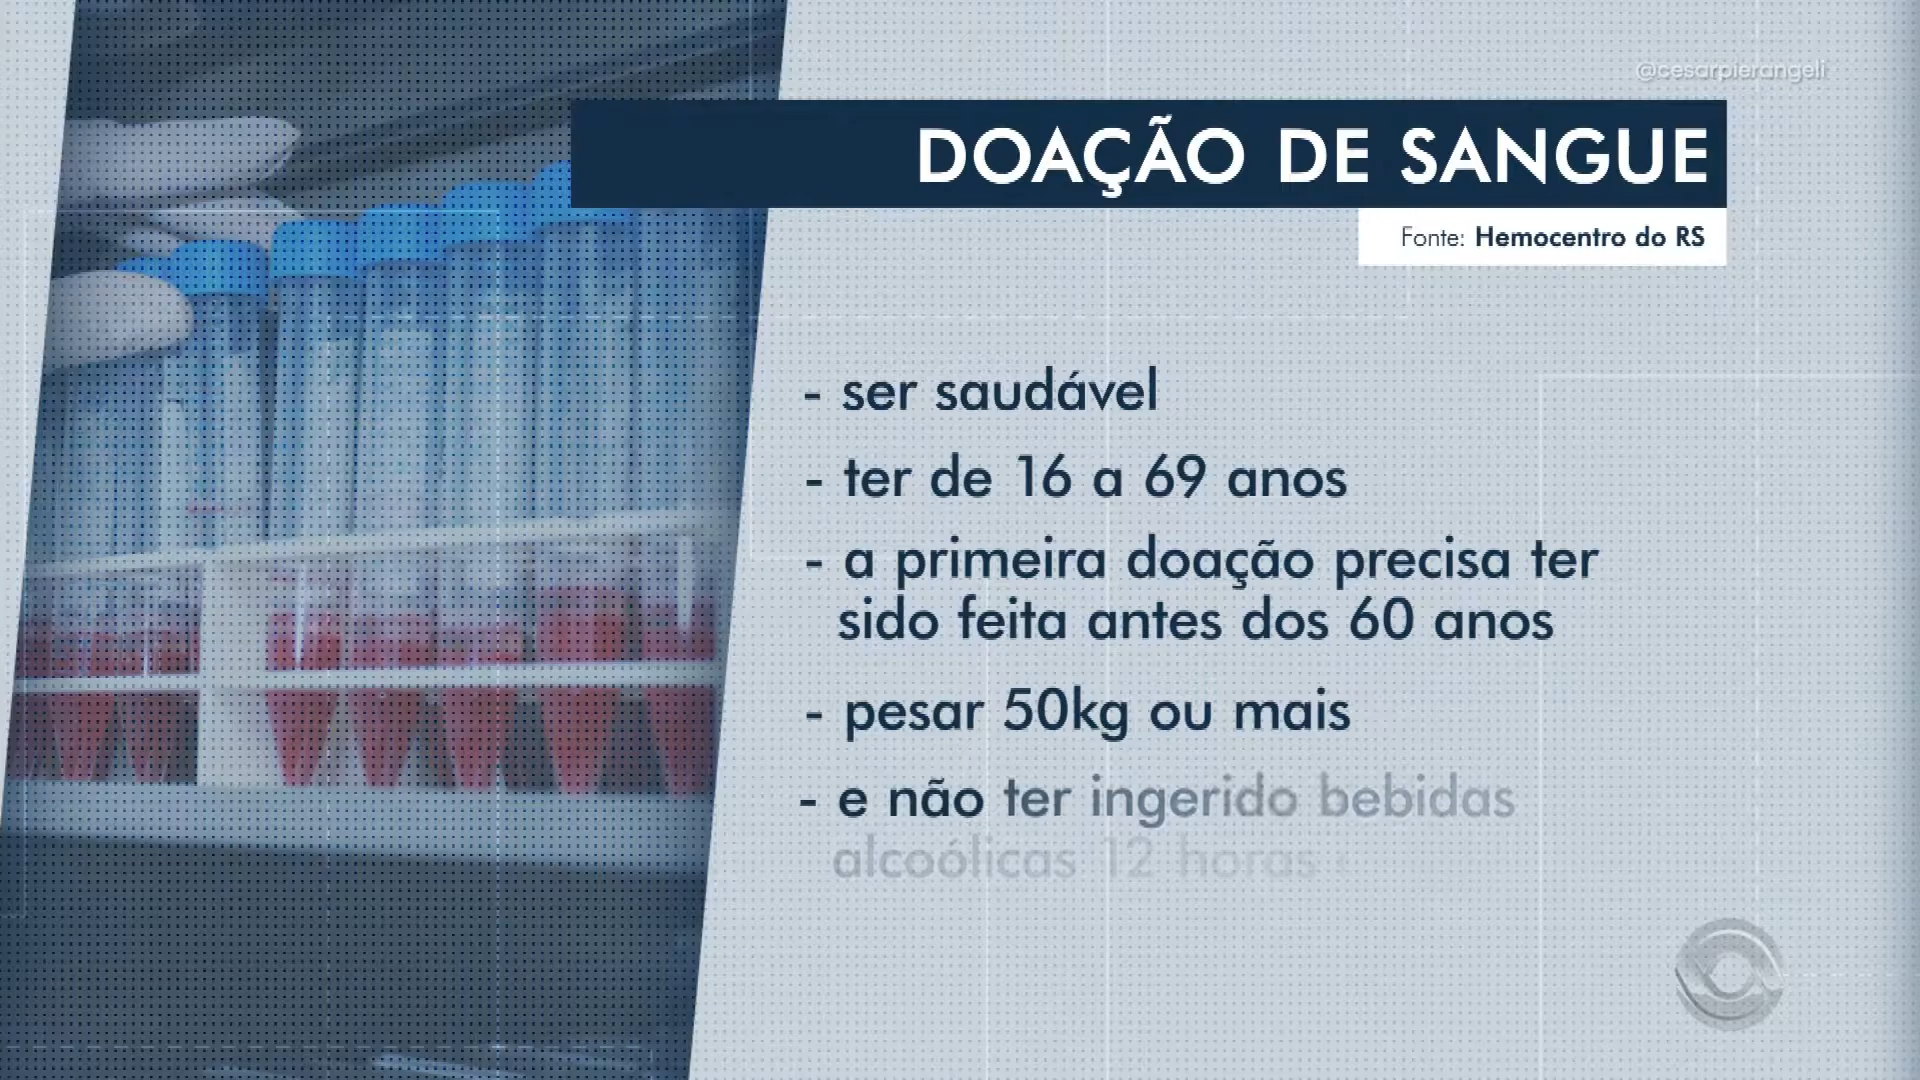 @cesarpierangeli
DOAÇÃO DE SANGUE
Fonte: Hemocentro do RS
- ser saudável
- ter de 16 a 69 anos
- a primeira doação precisa ter
sido feita antes dos 60 anos
- pesar 50kg ou mais
- e não ter ingerido bebidas
alcoólicas 12 horas